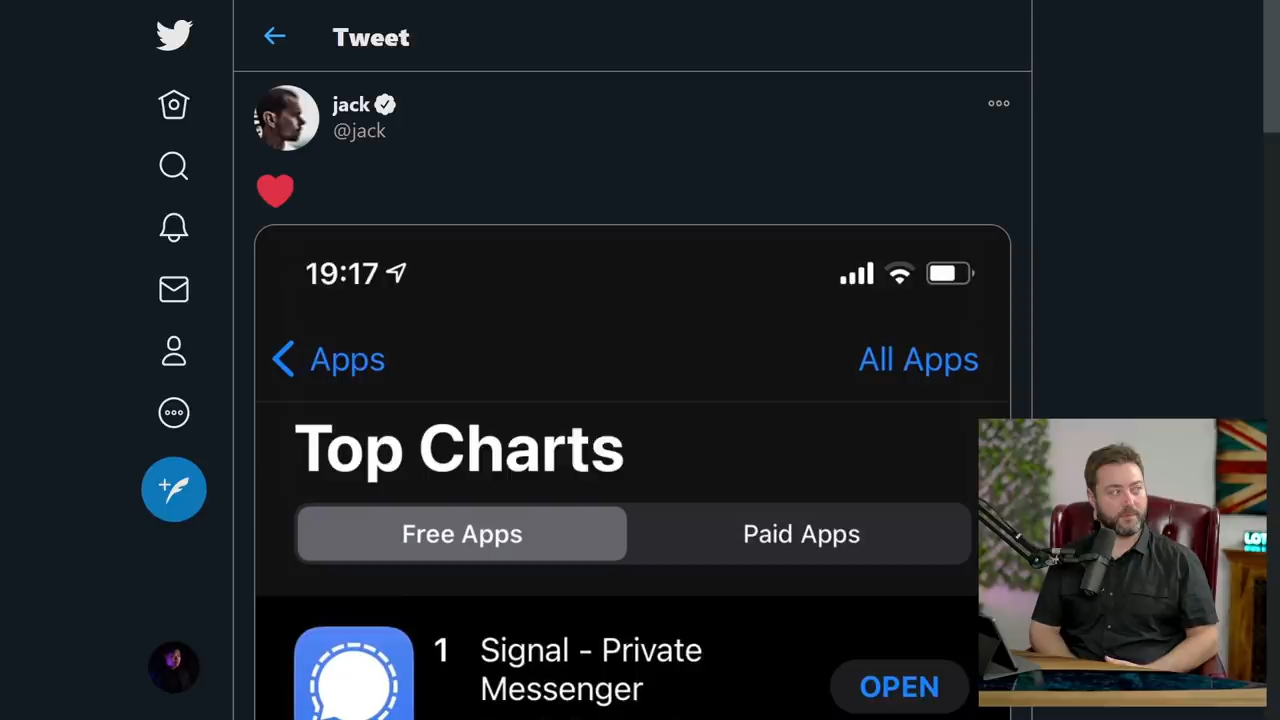 Tweet
jack
@jack
19:17
Apps
All Apps
Top Charts
Free Apps
Paid Apps
1 Signal - Private
Messenger
OPEN